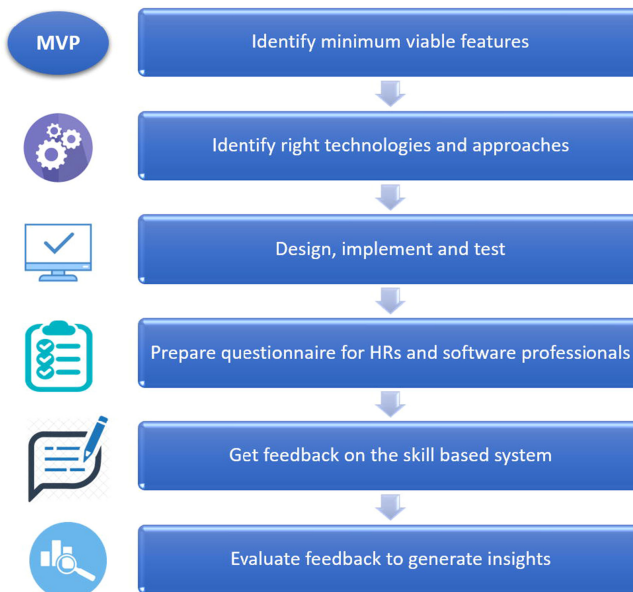 MVP
Identify minimum viable features
Identify right technologies and approaches
Design, implement and test
Prepare questionnaire for HRs and software professionals
Get feedback on the skill based system
Evaluate feedback to generate insights